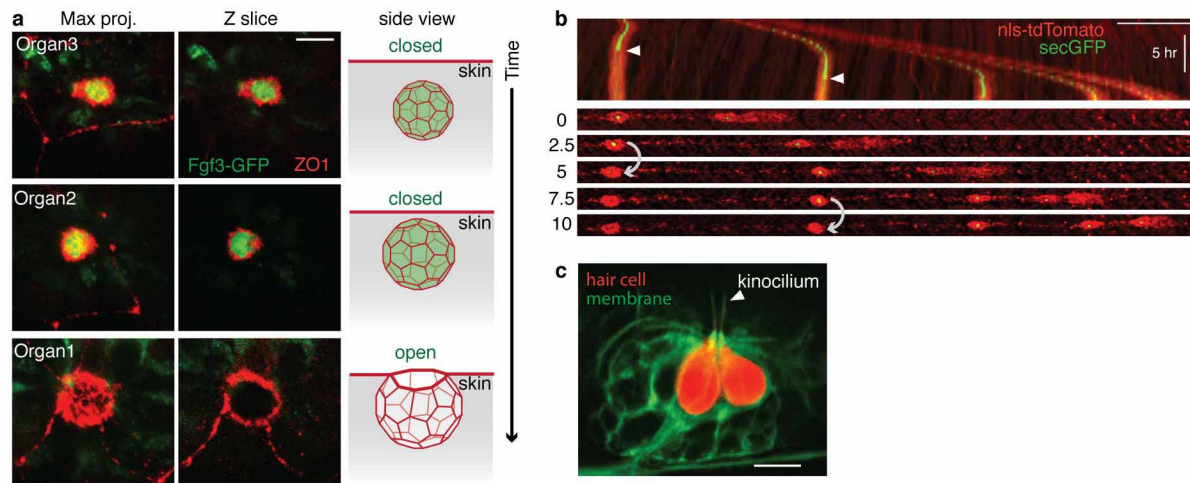 a
Max proj.
Z slice
side view
Organ3
closed
skin
Fgf3-GFP
ZO1
Organ2
closed
skin
Organ1
open
skin
Time
b
nls-tdTomato
secGFP
5 hr
0
2.5
5
7.5
10
c
hair cell
membrane
kinocilium